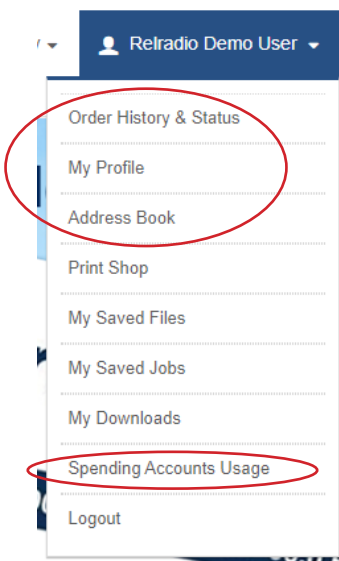 Relradio Demo User
Order History & Status
My Profile
Address Book
Print Shop
My Saved Files
My Saved Jobs
My Downloads
Spending Accounts Usage
Logout